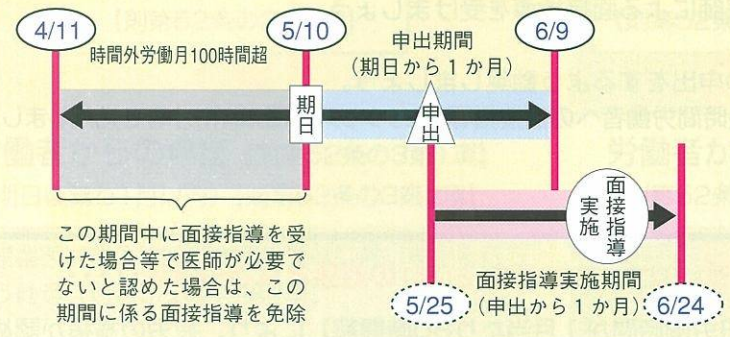 4/11
5/10
6/9
時間外労働月100時間超
申出期間
(期日から1か月)
期日
申出
面接指導
実施
この期間中に面接指導を受
けた場合等で医師が必要で
ないと認めた場合は、この
期間に係る面接指導を免除
面接指導実施期間
5/25
(申出から1か月)
6/24